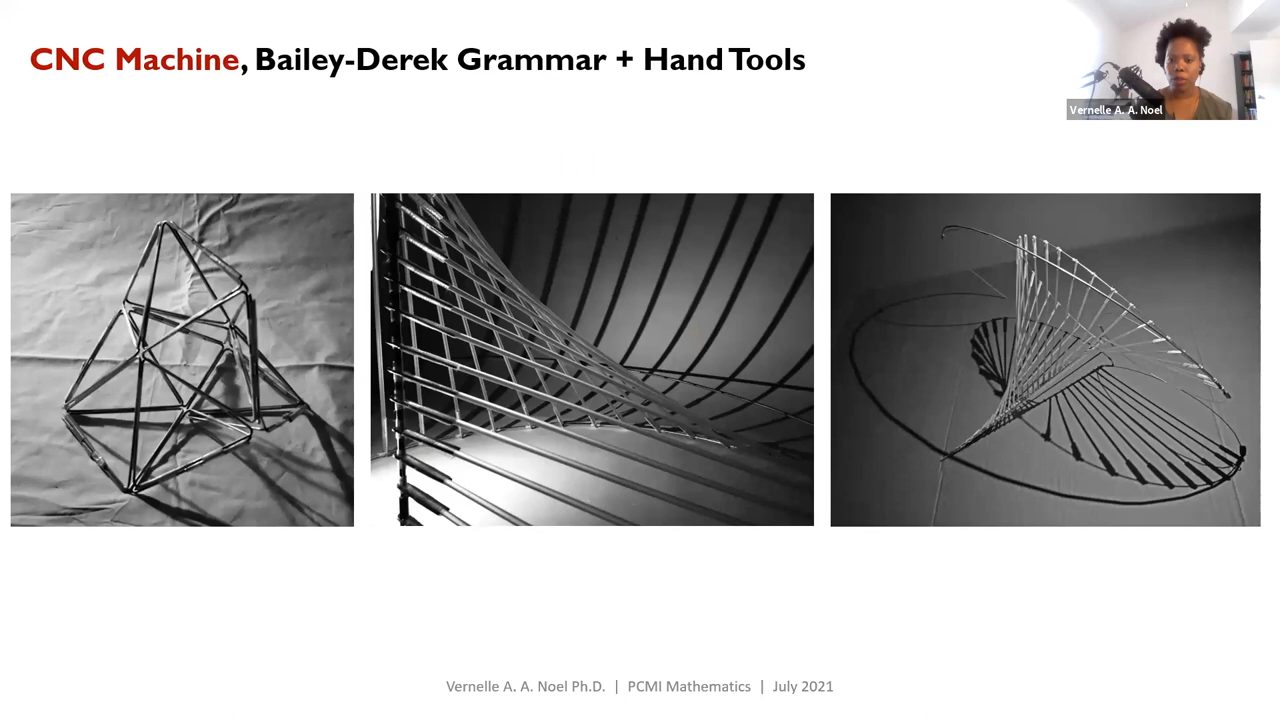 CNC Machine, Bailey-Derek Grammar + Hand Tools
Vernelle A. A. Noel
Vernelle A. A. Noel Ph.D. | PCMI Mathematics | July 2021